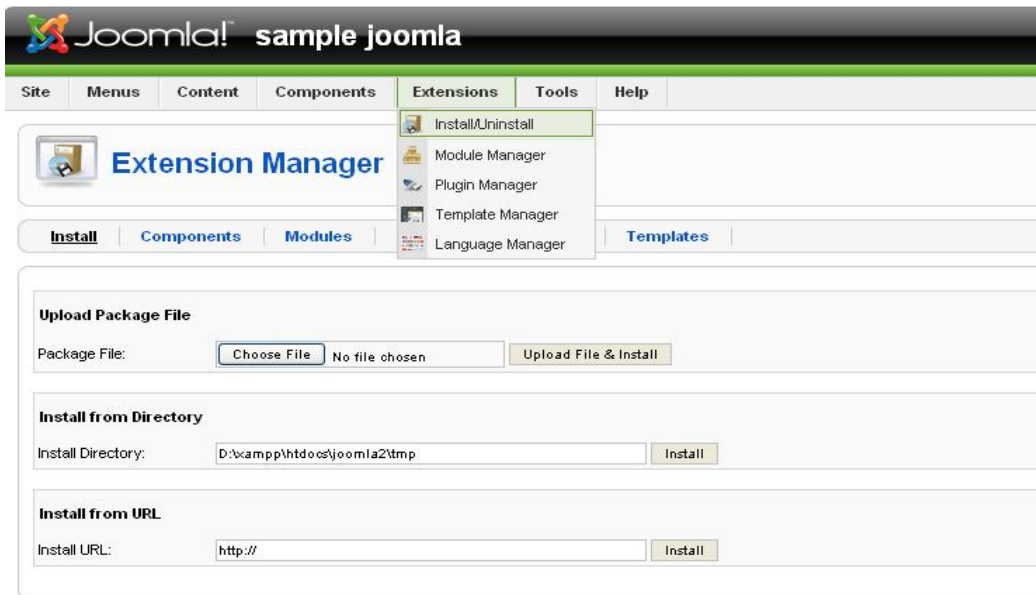 Joomla! sample joomla
Site Menus Content Components Extensions Tools Help
Install/Uninstall
Module Manager
Plugin Manager
Template Manager
Language Manager
Extension Manager
Install Components Modules Templates
Upload Package File
Package File: Choose File No file chosen Upload File & Install
Install from Directory
Install Directory: D:\xampp\htdocs\joomla2\tmp Install
Install from URL
Install URL: http:// Install